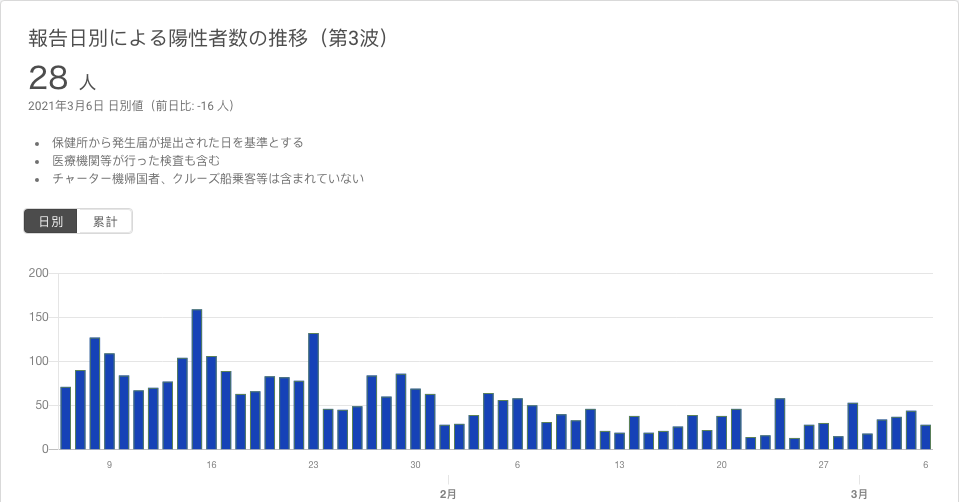 報告日別による陽性者数の推移（第3波）
28 人
2021年3月6日 日別値（前日比: -16 人）
保健所から発生届が提出された日を基準とする
医療機関等が行った検査も含む
チャーター機帰国者、クルーズ船乗客等は含まれていない
日別 累計
200
150
100
50
0
9 16 23 30 6 13 20 27 6
2月 3月